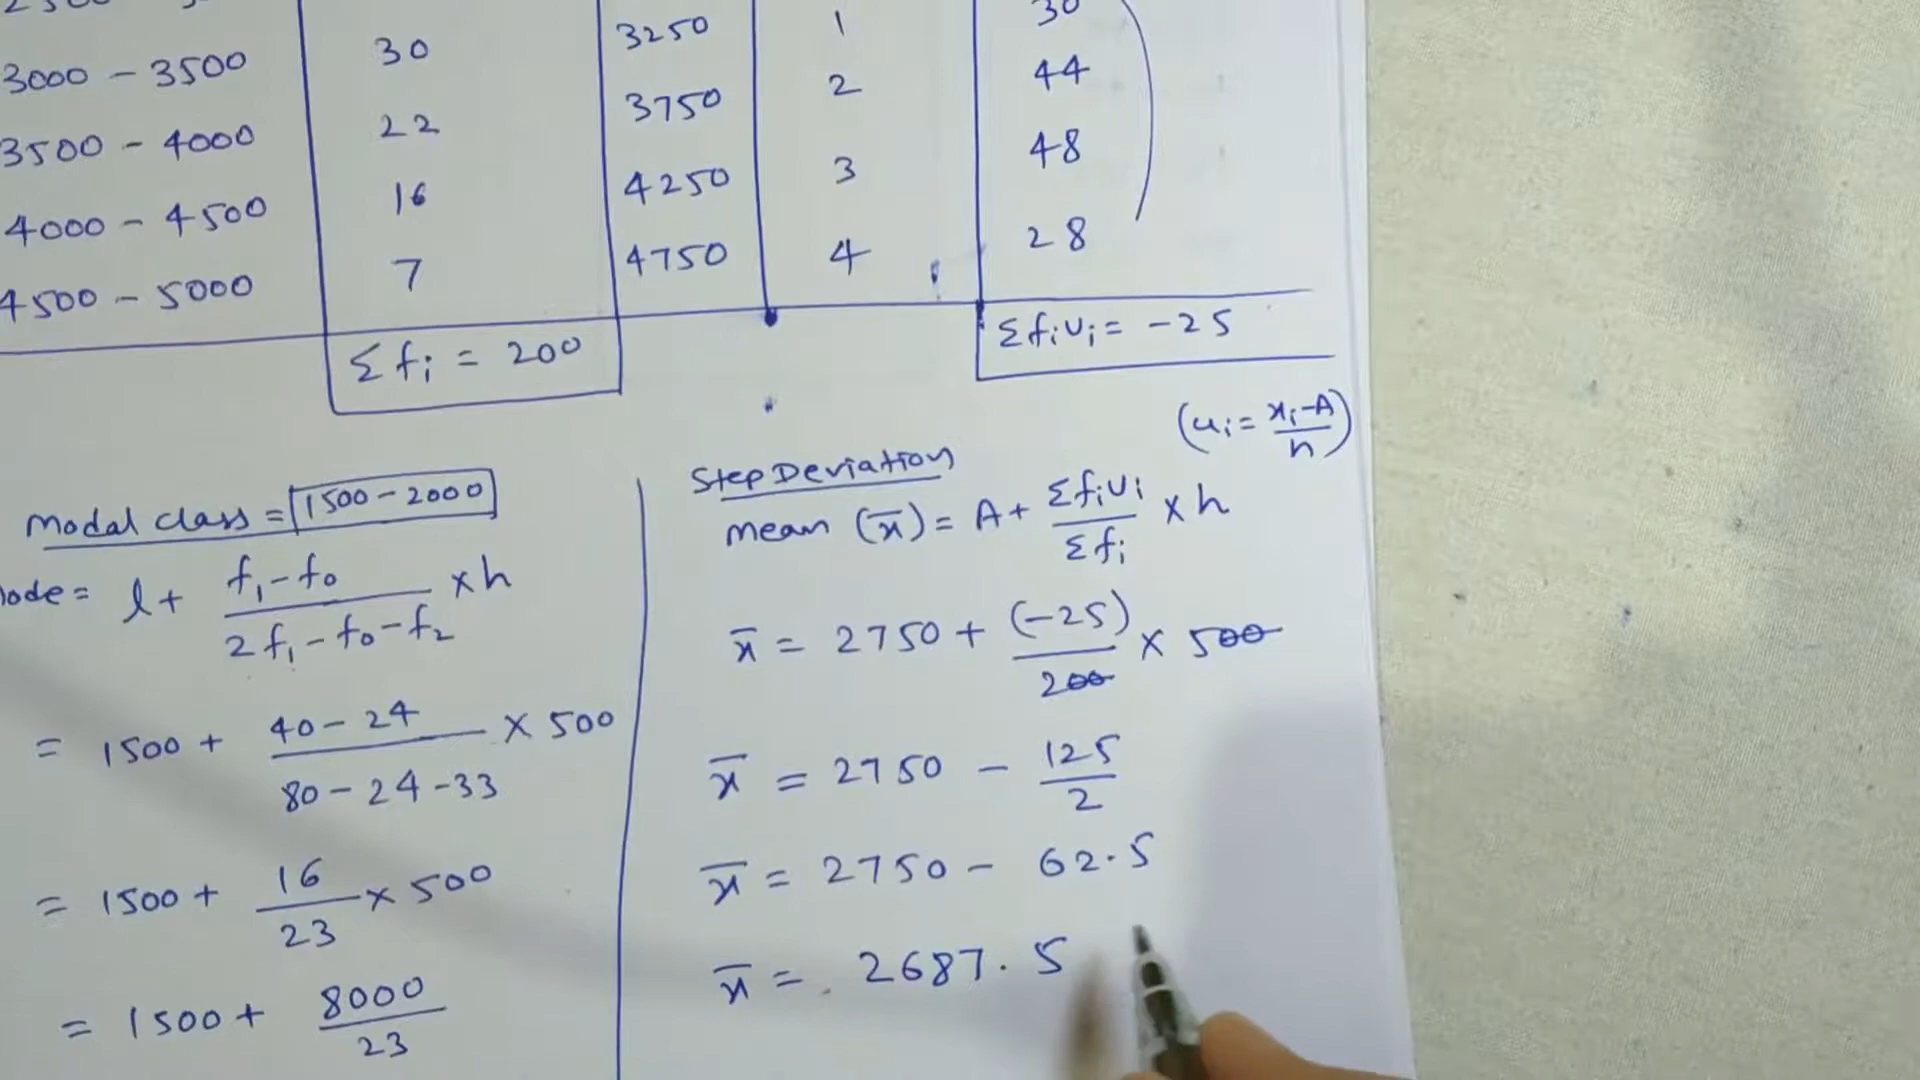 30
3000 - 3500 30 3250 1 44
3500 - 4000 22 3750 2 48
4000 - 4500 16 4250 3 28
4500 - 5000 7 4750 4
Σfi = 200 Σfiui = -25
(ui = xi-A/h)
Modal class = 1500-2000
ode = l + f1-f0/2f1-f0-f2 x h
= 1500 + 40-24/80-24-33 x 500
= 1500 + 16/23 x 500
= 1500 + 8000/23
Step Deviation
mean (x̄) = A + Σfiui/Σfi x h
x̄ = 2750 + (-25)/200 x 500
x̄ = 2750 - 125/2
x̄ = 2750 - 62.5
x̄ = 2687.5